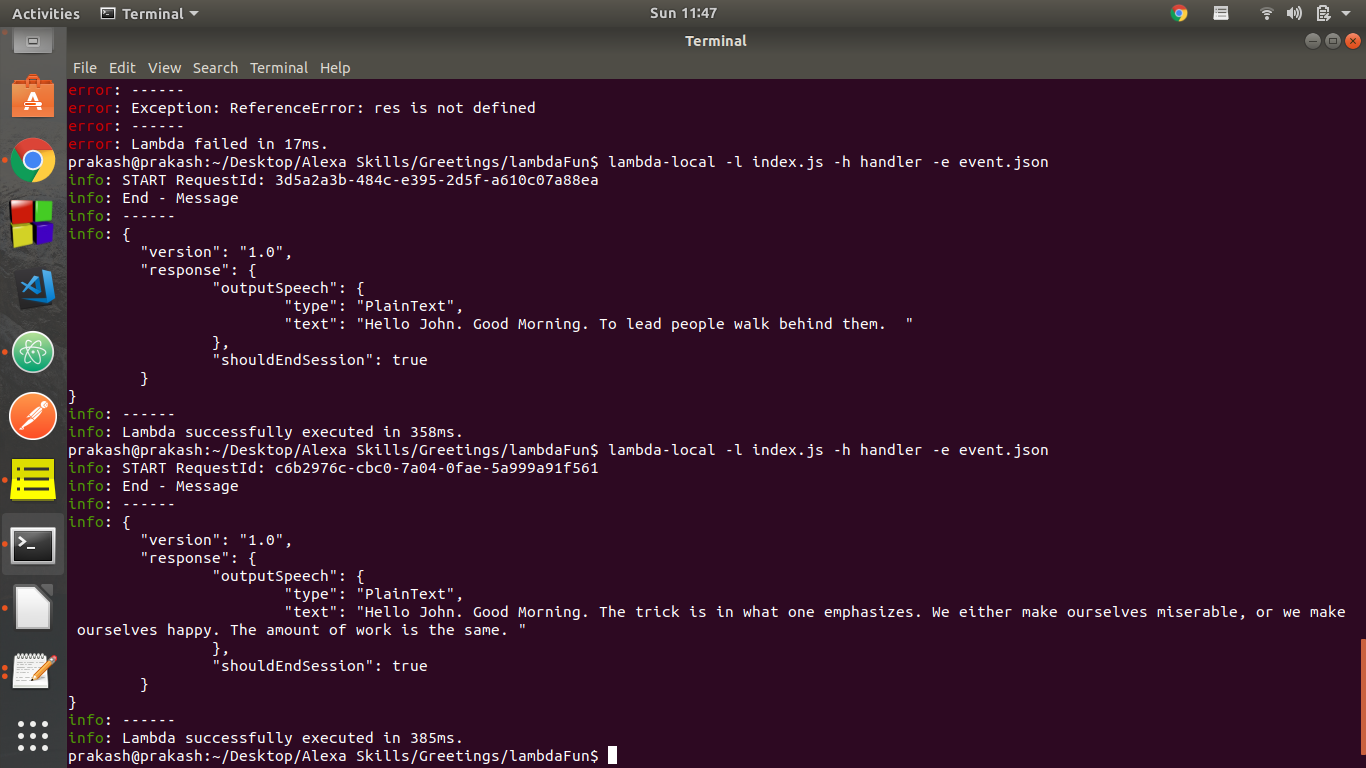 Activities Terminal Sun 11:47
Terminal
File Edit View Search Terminal Help
error: ------
error: Exception: ReferenceError: res is not defined
error: ------
error: Lambda failed in 17ms.
prakash@prakash:~/Desktop/Alexa Skills/Greetings/lambdaFun$ lambda-local -l index.js -h handler -e event.json
info: START RequestId: 3d5a2a3b-484c-e395-2d5f-a610c07a88ea
info: End - Message
info: ------
info: {
        "version": "1.0",
        "response": {
                "outputSpeech": {
                        "type": "PlainText",
                        "text": "Hello John. Good Morning. To lead people walk behind them.  "
                },
                "shouldEndSession": true
        }
}
info: ------
info: Lambda successfully executed in 358ms.
prakash@prakash:~/Desktop/Alexa Skills/Greetings/lambdaFun$ lambda-local -l index.js -h handler -e event.json
info: START RequestId: c6b2976c-cbc0-7a04-0fae-5a999a91f561
info: End - Message
info: ------
info: {
        "version": "1.0",
        "response": {
                "outputSpeech": {
                        "type": "PlainText",
                        "text": "Hello John. Good Morning. The trick is in what one emphasizes. We either make ourselves miserable, or we make
 ourselves happy. The amount of work is the same. "
                },
                "shouldEndSession": true
        }
}
info: ------
info: Lambda successfully executed in 385ms.
prakash@prakash:~/Desktop/Alexa Skills/Greetings/lambdaFun$